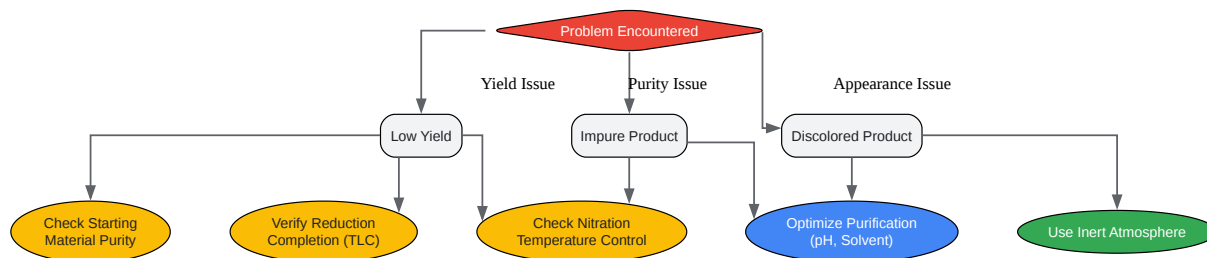 Problem Encountered
Yield Issue
Purity Issue
Appearance Issue
Low Yield
Impure Product
Discolored Product
Check Starting
Material Purity
Verify Reduction
Completion (TLC)
Check Nitration
Temperature Control
Optimize Purification
(pH, Solvent)
Use Inert Atmosphere